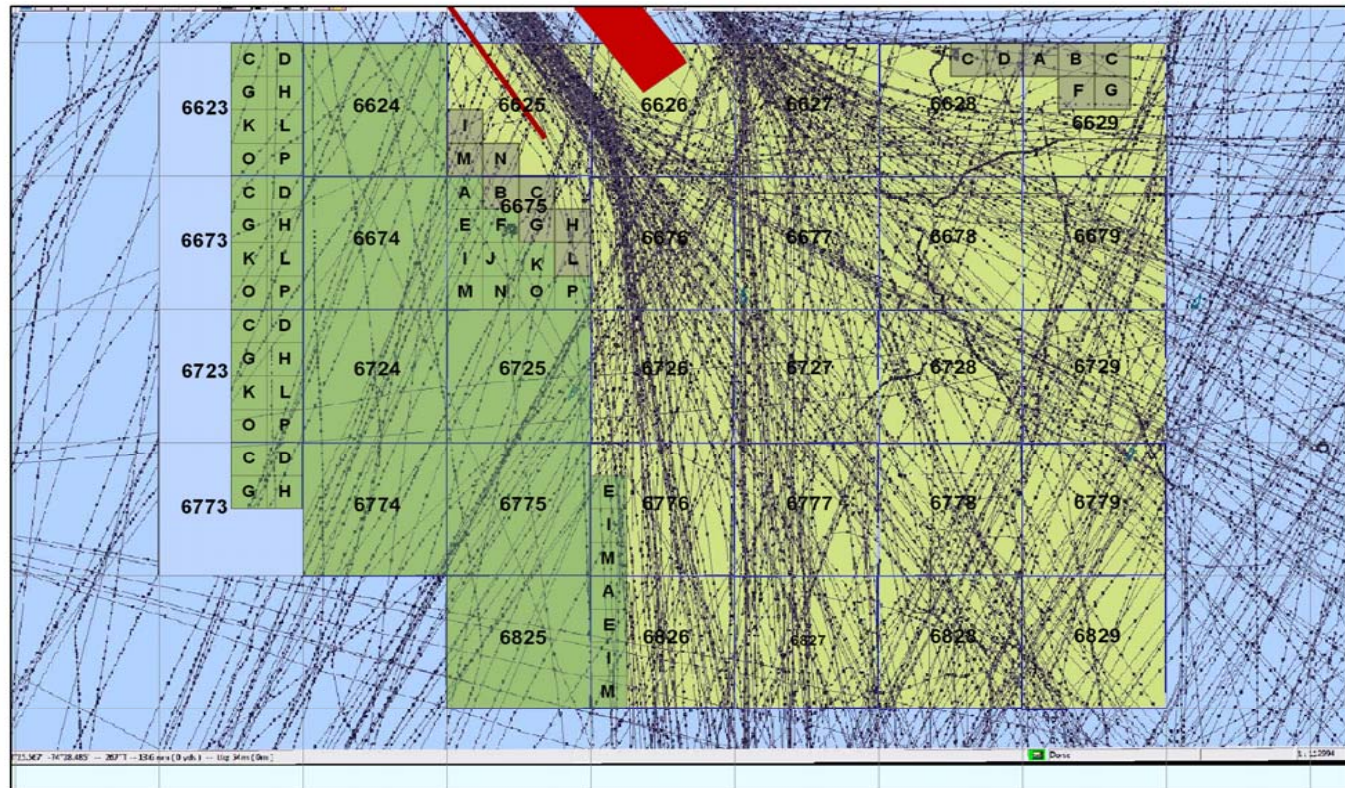 C D
C D A B C
G H
F G
6623 6624 6625 6626 6627 6628
K L
I
6629
O P
M N
C D
A B C
6675
G H
E F G H
6673 6674 6676 6677 6678 6679
K L
I J K L
O P
M N O P
C D
G H
6723 6724 6725 6726 6727 6728 6729
K L
O P
C D
G H
E
6773 6774 6775 6776 6777 6778 6779
I
M
A
E
6825 6826 6827 6828 6829
I
M
Done